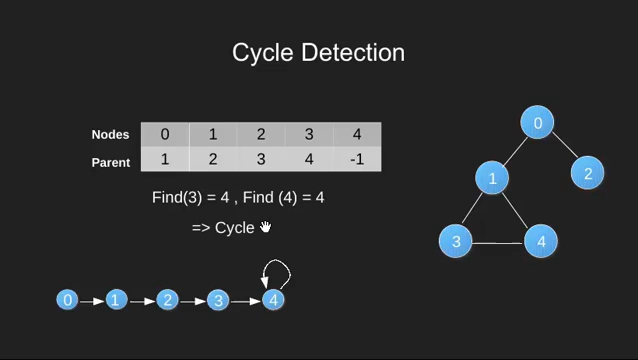 Cycle Detection
Nodes 0 1 2 3 4
Parent 1 2 3 4 -1
Find(3) = 4 , Find (4) = 4
=> Cycle
0 1 2 3 4
0
1
2
3
4